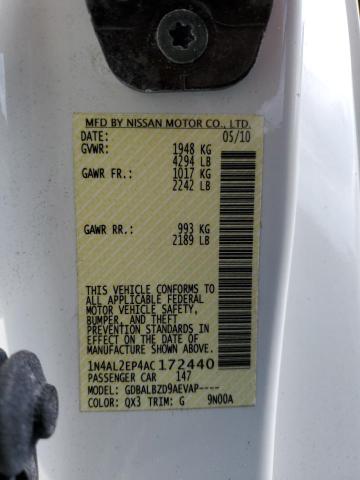 MFD BY NISSAN MOTOR CO., LTD.
DATE: 05/10
GVWR: 1948 KG
4294 LB
GAWR FR: 1017 KG
2242 LB
GAWR RR: 993 KG
2189 LB
THIS VEHICLE CONFORMS TO
ALL APPLICABLE FEDERAL
MOTOR VEHICLE SAFETY,
BUMPER, AND THEFT
PREVENTION STANDARDS
IN EFFECT ON THE DATE OF
MANUFACTURE SHOWN ABOVE.
1N4AL2EP4AC 172440
PASSENGER CAR 147
MODEL: GDBALBZD9AEVAP----
COLOR: QX3 TRIM: G 9N00A